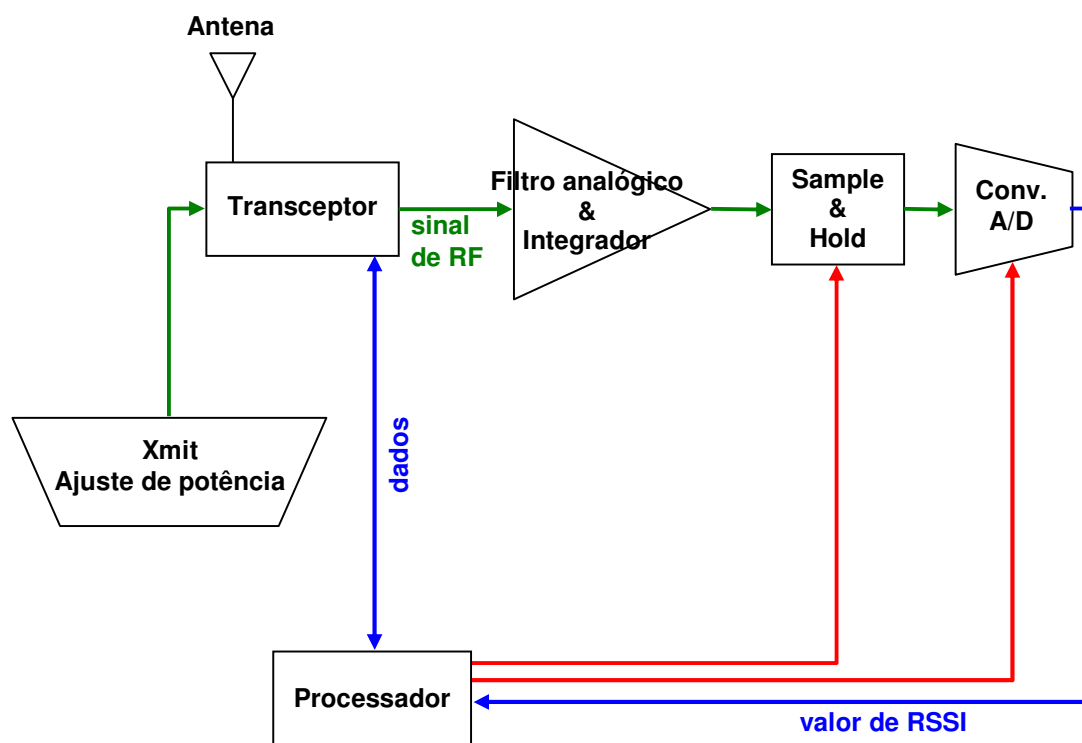 Antena
Transceptor
sinal
de RF
Filtro analógico
&
Integrador
Sample
&
Hold
Conv.
A/D
Xmit
Ajuste de potência
dados
Processador
valor de RSSI